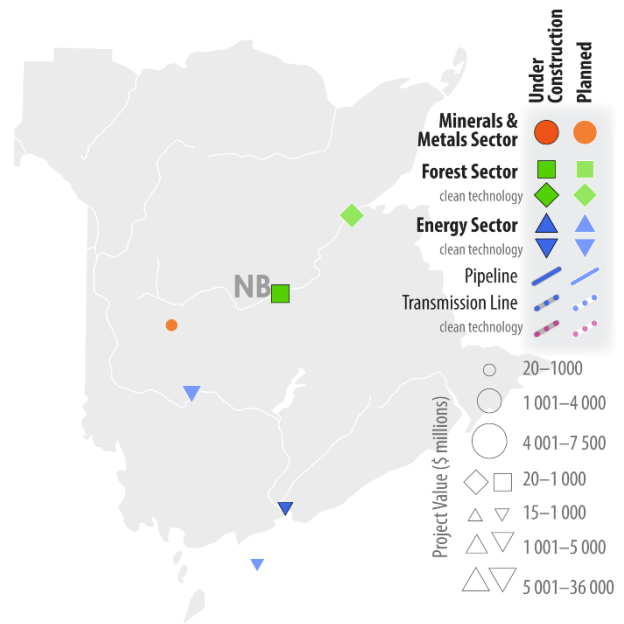 Under
Construction
Planned
Minerals &
Metals Sector
Forest Sector
clean technology
Energy Sector
clean technology
Pipeline
Transmission Line
clean technology
NB
Project Value ($ millions)
20–1000
1 001–4 000
4 001–7 500
20–1 000
15–1 000
1 001–5 000
5 001–36 000